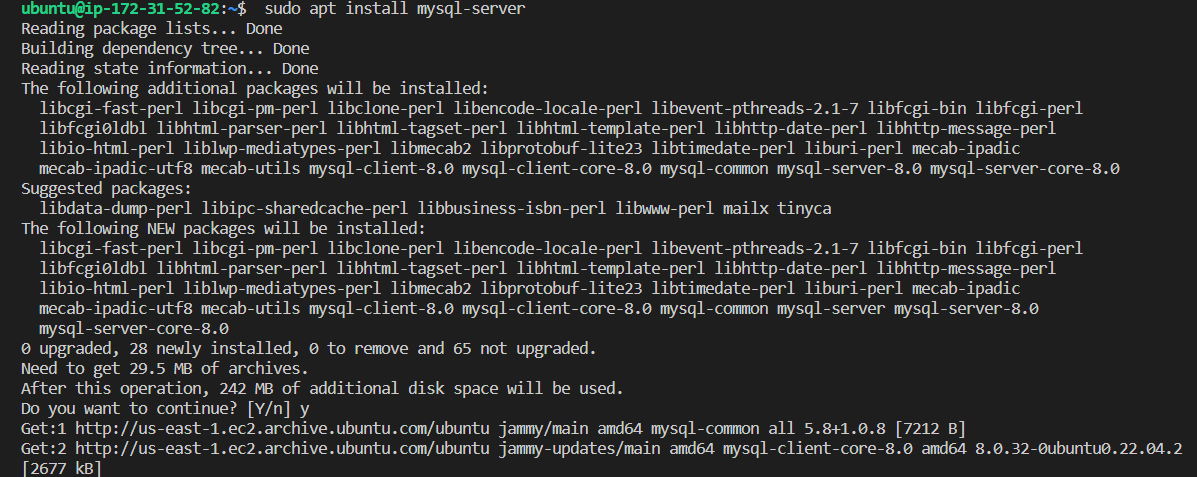 ubuntu@ip-172-31-52-82:~$  sudo apt install mysql-server
Reading package lists... Done
Building dependency tree... Done
Reading state information... Done
The following additional packages will be installed:
  libcgi-fast-perl libcgi-pm-perl libclone-perl libencode-locale-perl libevent-pthreads-2.1-7 libfcgi-bin libfcgi-perl
  libfcgi0ldbl libhtml-parser-perl libhtml-tagset-perl libhtml-template-perl libhttp-date-perl libhttp-message-perl
  libio-html-perl liblwp-mediatypes-perl libmecab2 libprotobuf-lite23 libtimedate-perl liburi-perl mecab-ipadic
  mecab-ipadic-utf8 mecab-utils mysql-client-8.0 mysql-client-core-8.0 mysql-common mysql-server-8.0 mysql-server-core-8.0
Suggested packages:
  libdata-dump-perl libipc-sharedcache-perl libbusiness-isbn-perl libwww-perl mailx tinyca
The following NEW packages will be installed:
  libcgi-fast-perl libcgi-pm-perl libclone-perl libencode-locale-perl libevent-pthreads-2.1-7 libfcgi-bin libfcgi-perl
  libfcgi0ldbl libhtml-parser-perl libhtml-tagset-perl libhtml-template-perl libhttp-date-perl libhttp-message-perl
  libio-html-perl liblwp-mediatypes-perl libmecab2 libprotobuf-lite23 libtimedate-perl liburi-perl mecab-ipadic
  mecab-ipadic-utf8 mecab-utils mysql-client-8.0 mysql-client-core-8.0 mysql-common mysql-server mysql-server-8.0
  mysql-server-core-8.0
0 upgraded, 28 newly installed, 0 to remove and 65 not upgraded.
Need to get 29.5 MB of archives.
After this operation, 242 MB of additional disk space will be used.
Do you want to continue? [Y/n] y
Get:1 http://us-east-1.ec2.archive.ubuntu.com/ubuntu jammy/main amd64 mysql-common all 5.8+1.0.8 [7212 B]
Get:2 http://us-east-1.ec2.archive.ubuntu.com/ubuntu jammy-updates/main amd64 mysql-client-core-8.0 amd64 8.0.32-0ubuntu0.22.04.2
[2677 kB]